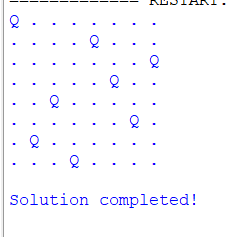 ============= RESTART:
Q . . . . . . .
. . . . Q . . .
. . . . . . . Q
. . . . . Q . .
. . Q . . . . .
. . . . . . Q .
. Q . . . . . .
. . . Q . . . .
Solution completed!